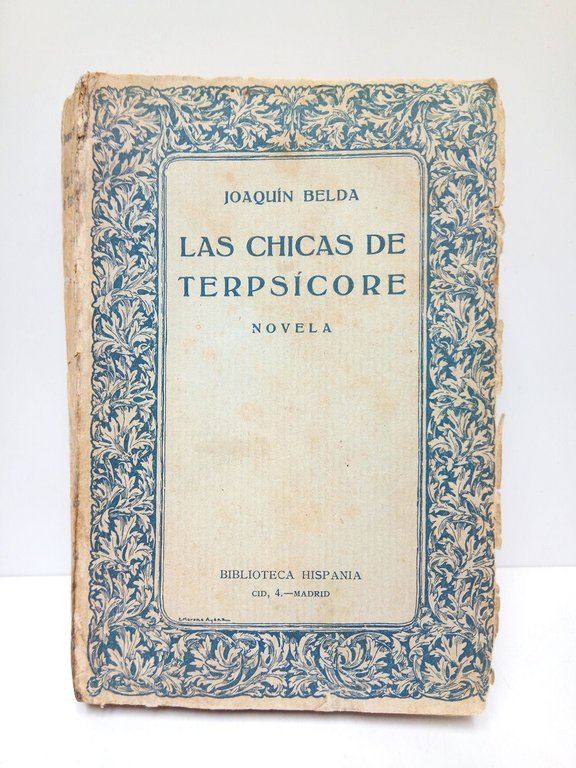 JOAQUÍN BELDA
LAS CHICAS DE
TERPSÍCORE
NOVELA
BIBLIOTECA HISPANIA
CID, 4.—MADRID